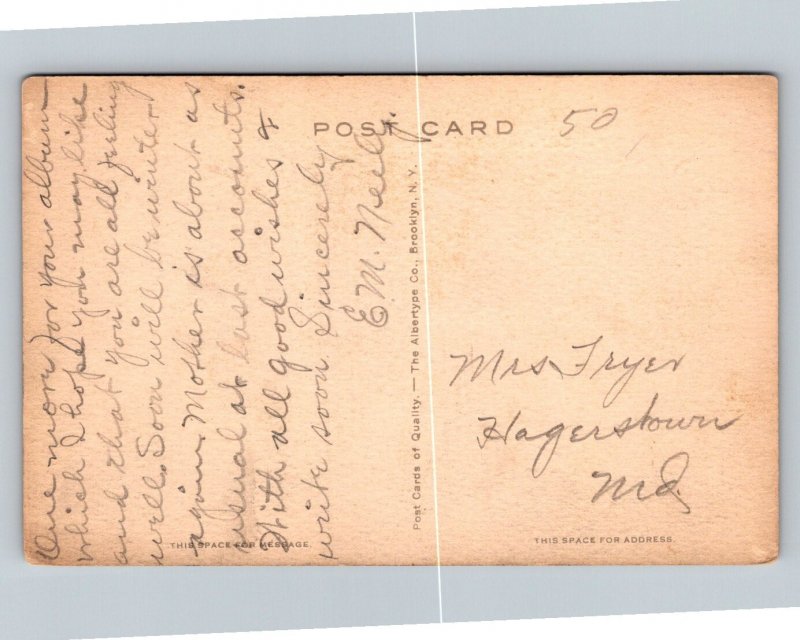 POST CARD
50
One more for your album
which I hope you may like
and that you are all feeling
well. Soon will be winter
again. Mother is about as
usual at last accounts.
With all good wishes &
write soon. Sincerely
E. M. Neely.
Post Cards of Quality. — The Albertype Co., Brooklyn, N. Y.
Mrs Fryer
Hagerstown
Md.
THIS SPACE FOR MESSAGE.
THIS SPACE FOR ADDRESS.